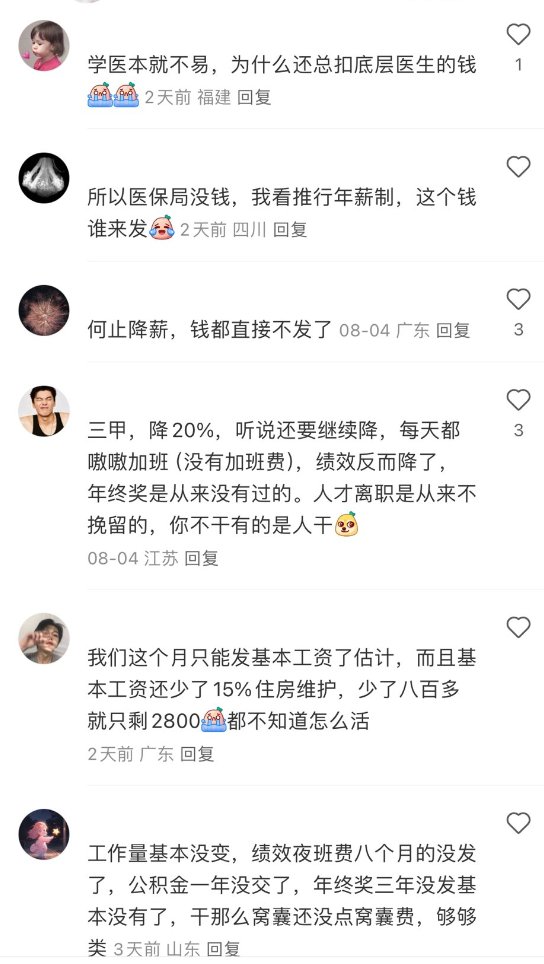 学医本就不易，为什么还总扣底层医生的钱
2天前 福建 回复
1
所以医保局没钱，我看推行年薪制，这个钱
谁来发 2天前 四川 回复
何止降薪，钱都直接不发了 08-04 广东 回复
3
三甲，降20%，听说还要继续降，每天都
嗷嗷加班（没有加班费），绩效反而降了，
年终奖是从来没有过的。人才离职是从来不
挽留的，你不干有的是人干
08-04 江苏 回复
3
我们这个月只能发基本工资了估计，而且基
本工资还少了15%住房维护，少了八百多
就只剩2800都不知道怎么活
2天前 广东 回复
工作量基本没变，绩效夜班费八个月的没发
了，公积金一年没交了，年终奖三年没发基
本没有了，干那么窝囊还没点窝囊费，够够
类 3天前 山东 回复